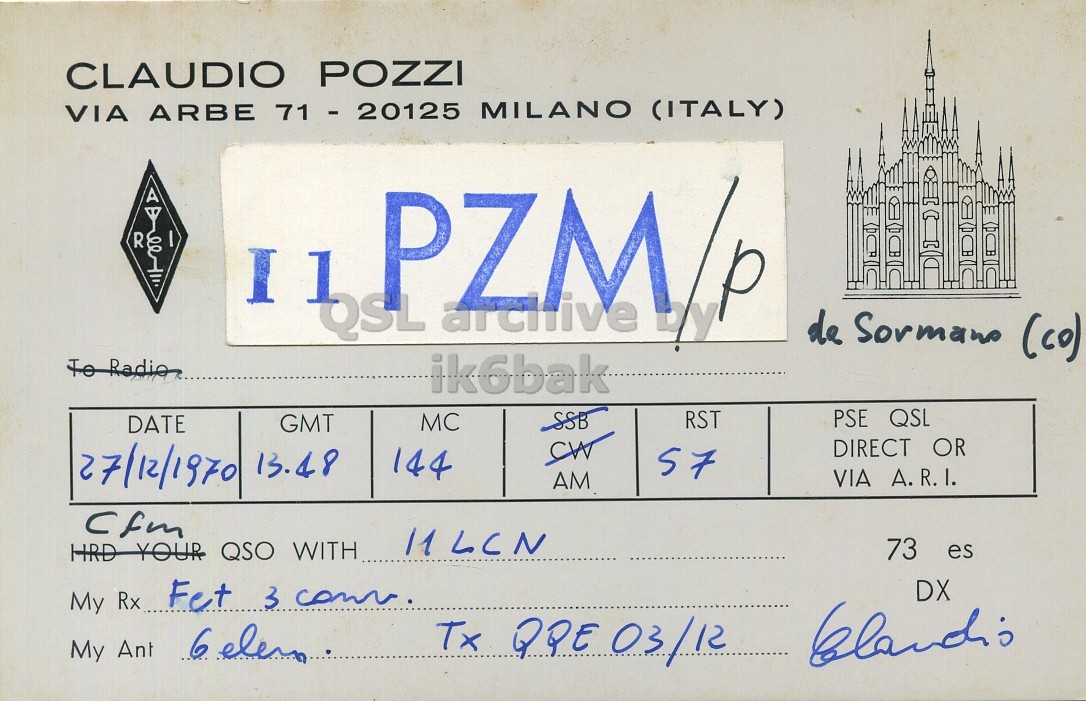 CLAUDIO POZZI
VIA ARBE 71 - 20125 MILANO (ITALY)
A
R I
I1PZM/p
QSL archive by
ik6bak
de Sormano (CO)
To Radio
DATE GMT MC SSB CW AM RST
27/12/1970 13.48 144 57
PSE QSL
DIRECT OR
VIA A.R.I.
Cfm
HRD YOUR QSO WITH I1 LCN
73 es
DX
My Rx Fet 3 conv.
My Ant 6 elem. Tx QQE 03/12
Claudio